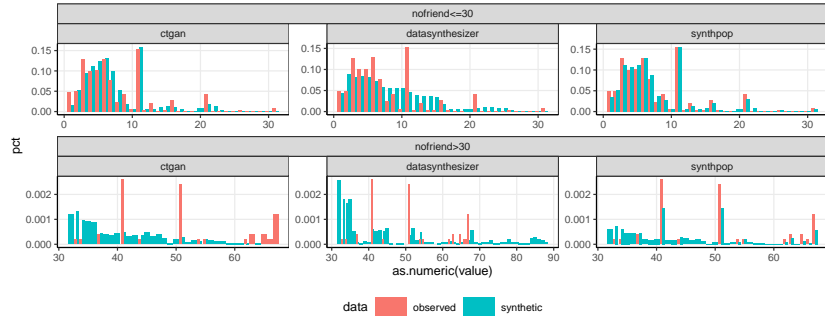 nofriend<=30
ctgan datasynthesizer synthpop
0.15 0.15 0.15
0.10 0.10 0.10
0.05 0.05 0.05
0.00 0.00 0.00
0 10 20 30 0 10 20 30 0 10 20 30
pct
nofriend>30
ctgan datasynthesizer synthpop
0.002 0.002 0.002
0.001 0.001 0.001
0.000 0.000 0.000
30 40 50 60 30 40 50 60 70 80 90 30 40 50 60
as.numeric(value)
data observed synthetic